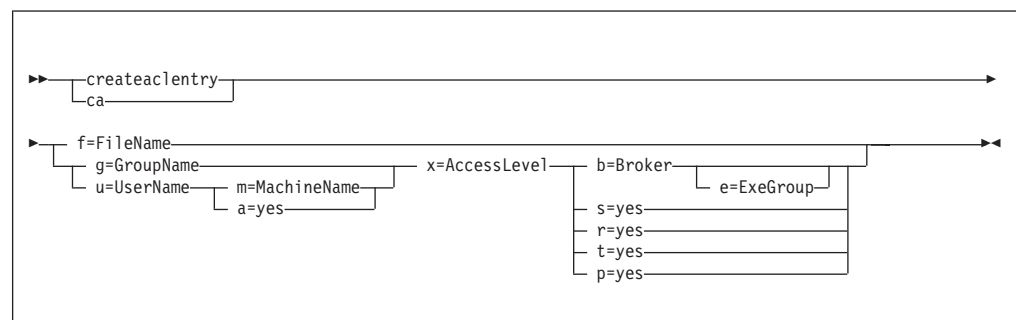 createaclentry
ca
f=FileName
g=GroupName x=AccessLevel b=Broker
u=UserName m=MachineName e=ExeGroup
a=yes s=yes
r=yes
t=yes
p=yes